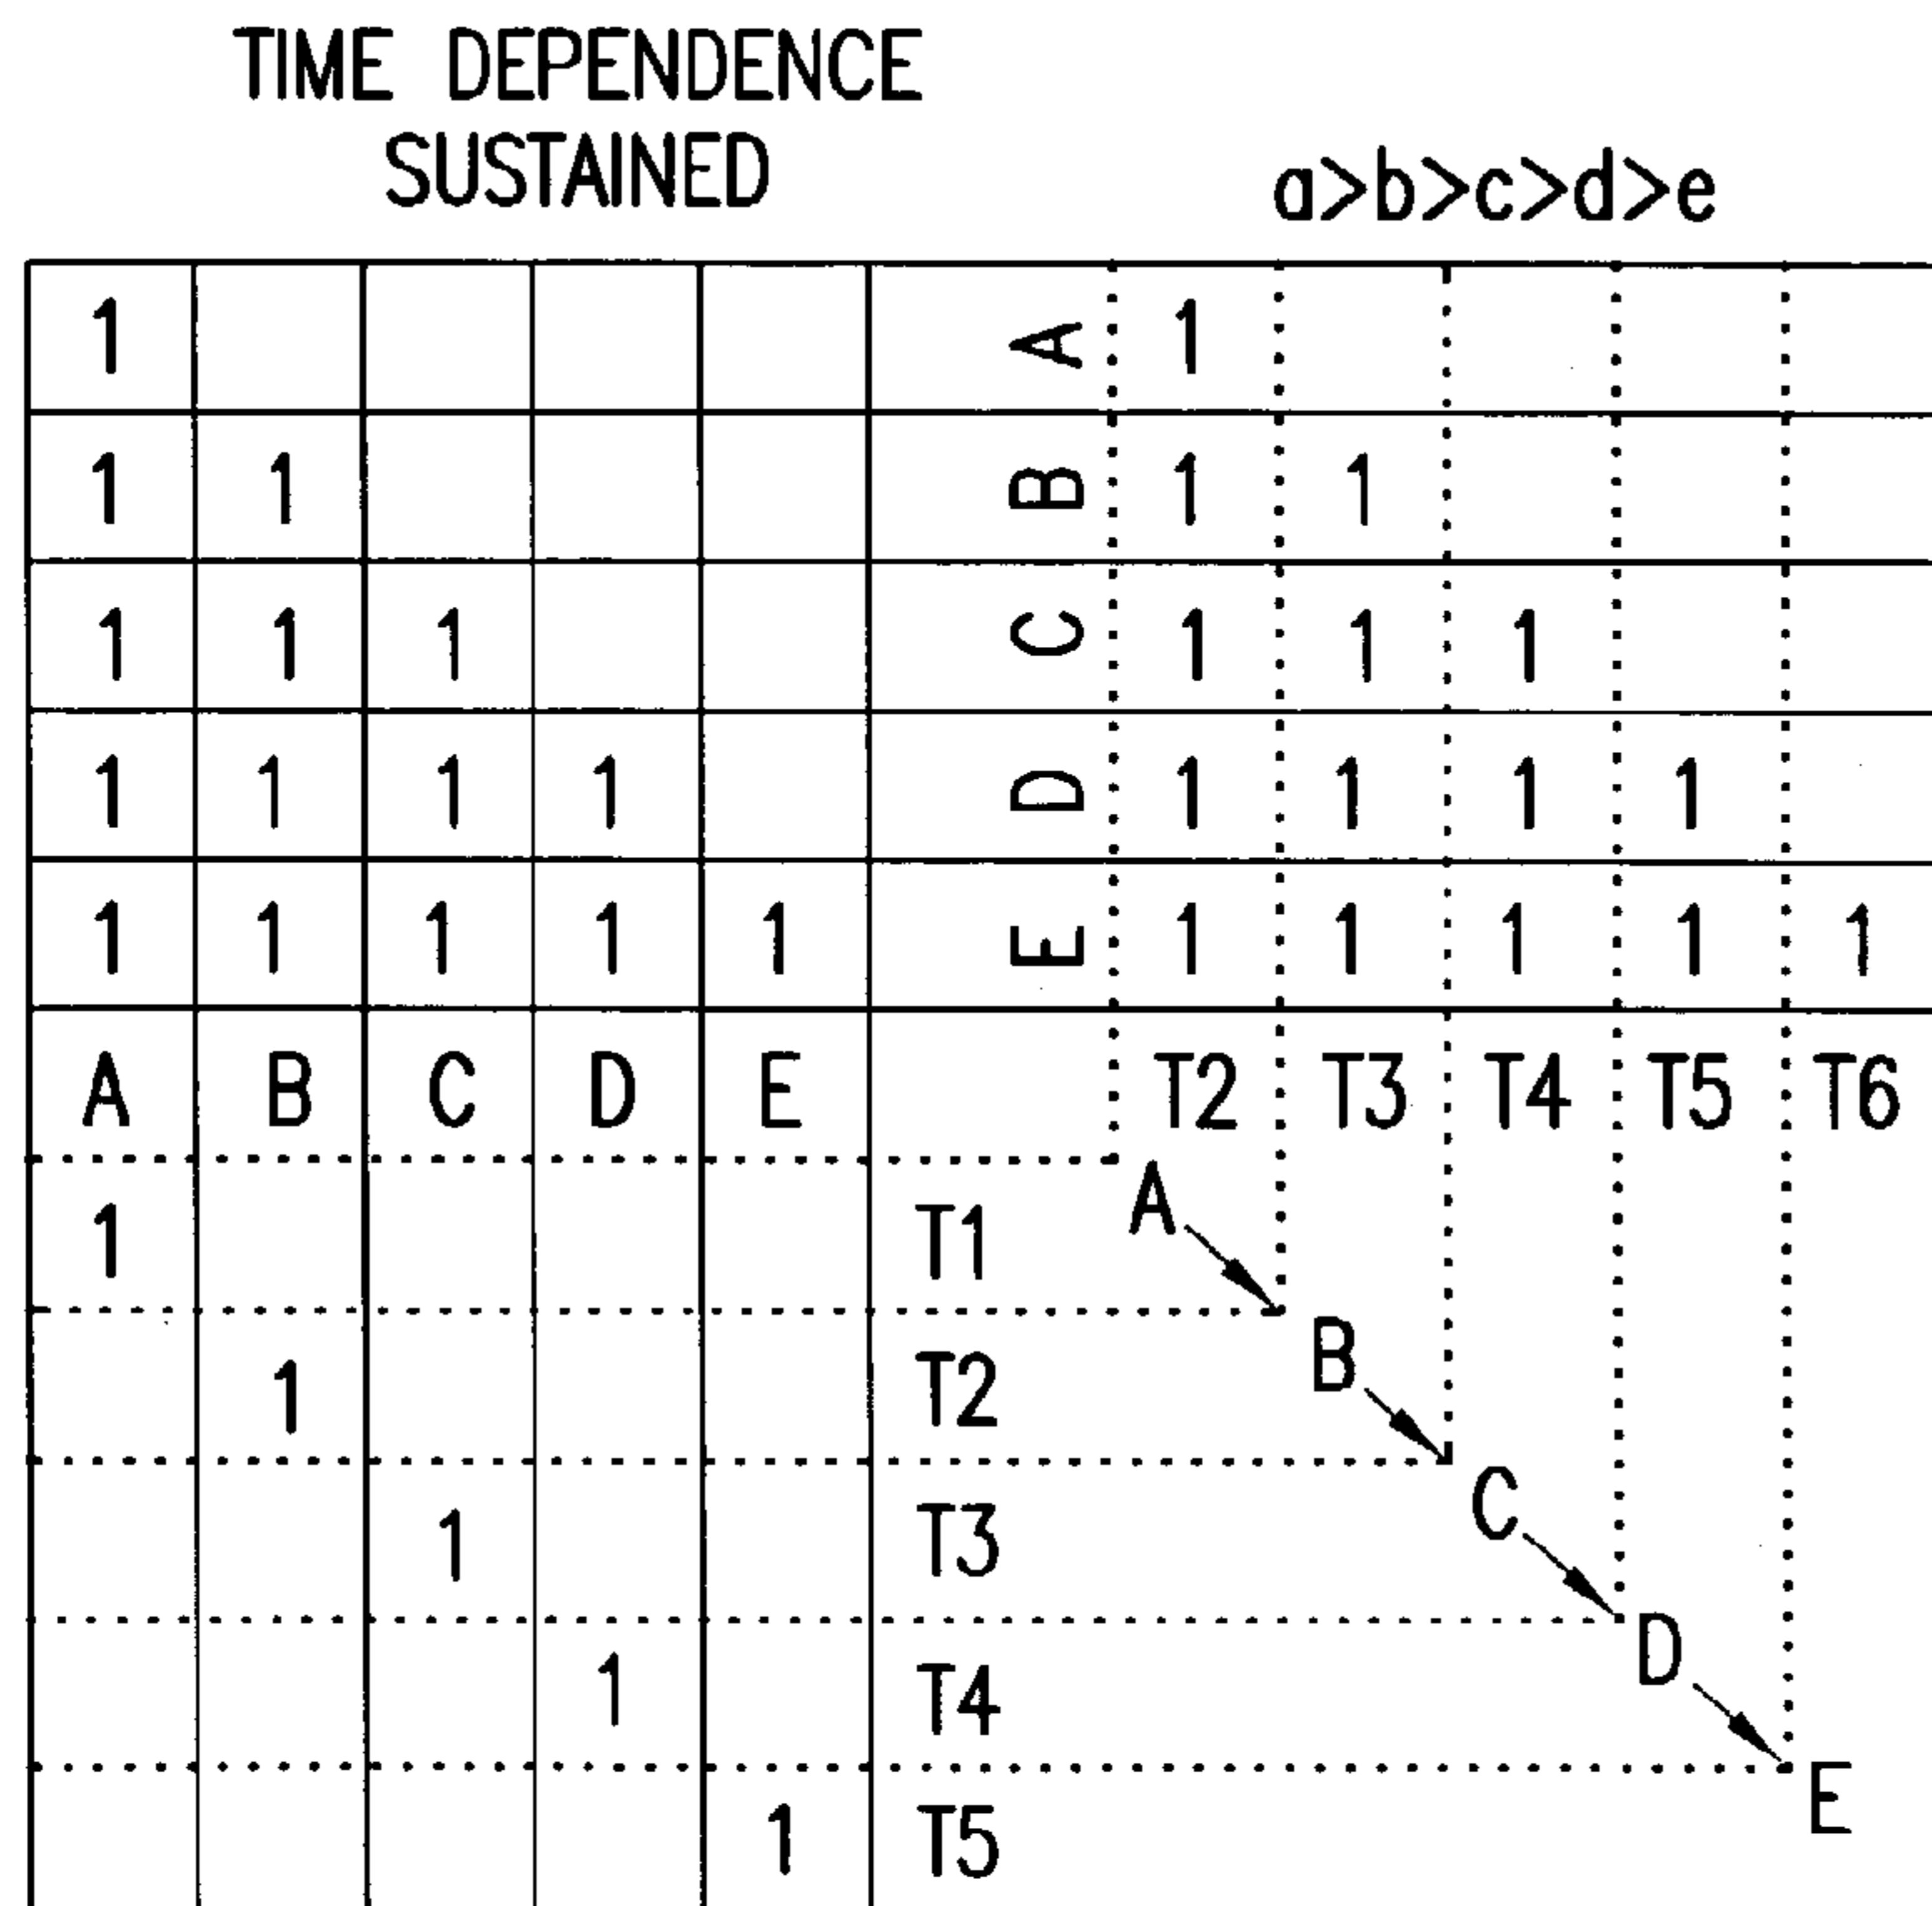 TIME DEPENDENCE
SUSTAINED
a>b>c>d>e
1 A 1
1 1 B 1 1
1 1 1 C 1 1 1
1 1 1 1 D 1 1 1 1
1 1 1 1 1 E 1 1 1 1 1
A B C D E T2 T3 T4 T5 T6
1 T1 A
1 T2 B
1 T3 C
1 T4 D
1 T5 E